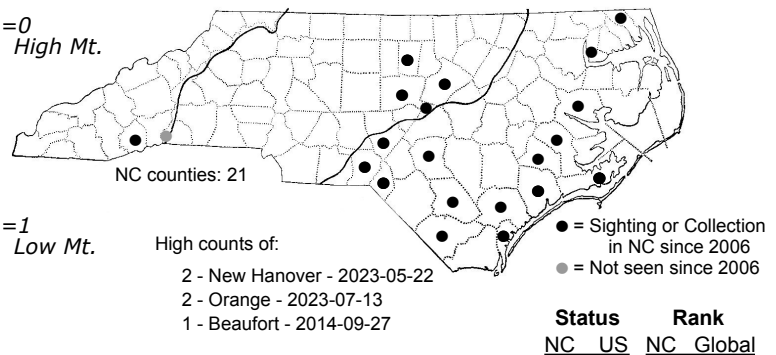 =0
High Mt.
NC counties: 21
=1
Low Mt.
High counts of:
2 - New Hanover - 2023-05-22
2 - Orange - 2023-07-13
1 - Beaufort - 2014-09-27
● = Sighting or Collection
in NC since 2006
● = Not seen since 2006
Status Rank
NC US NC Global